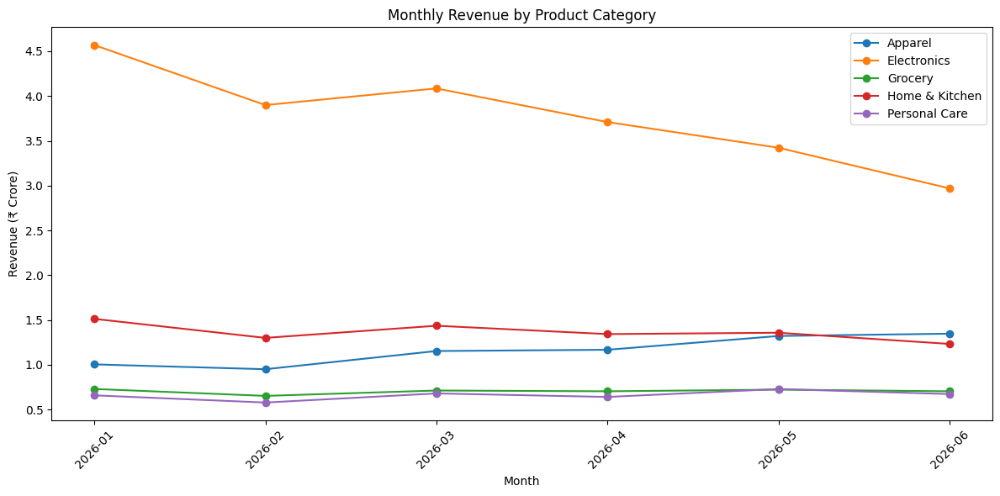 Monthly Revenue by Product Category
Apparel
Electronics
Grocery
Home & Kitchen
Personal Care
Revenue (₹ Crore)
4.5
4.0
3.5
3.0
2.5
2.0
1.5
1.0
0.5
2026-01
2026-02
2026-03
2026-04
2026-05
2026-06
Month